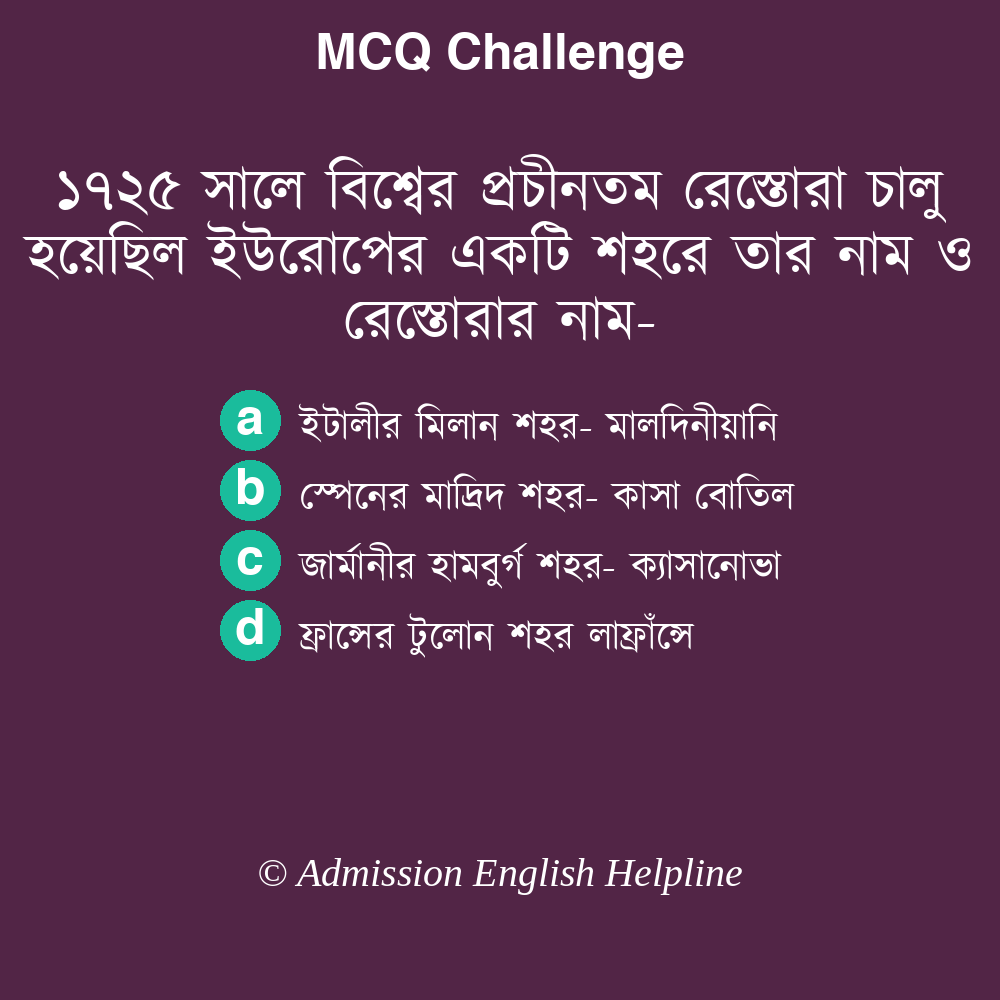 MCQ Challenge
১৭২৫ সালে বিশ্বের প্রচীনতম রেস্তোরা চালু
হয়েছিল ইউরোপের একটি শহরে তার নাম ও
রেস্তোরার নাম-
a ইটালীর মিলান শহর- মালদিনীয়ানি
b স্পেনের মাদ্রিদ শহর- কাসা বোতিল
c জার্মানীর হামবুর্গ শহর- ক্যাসানোভা
d ফ্রান্সের টুলোন শহর লাফ্রাঁন্সে
© Admission English Helpline